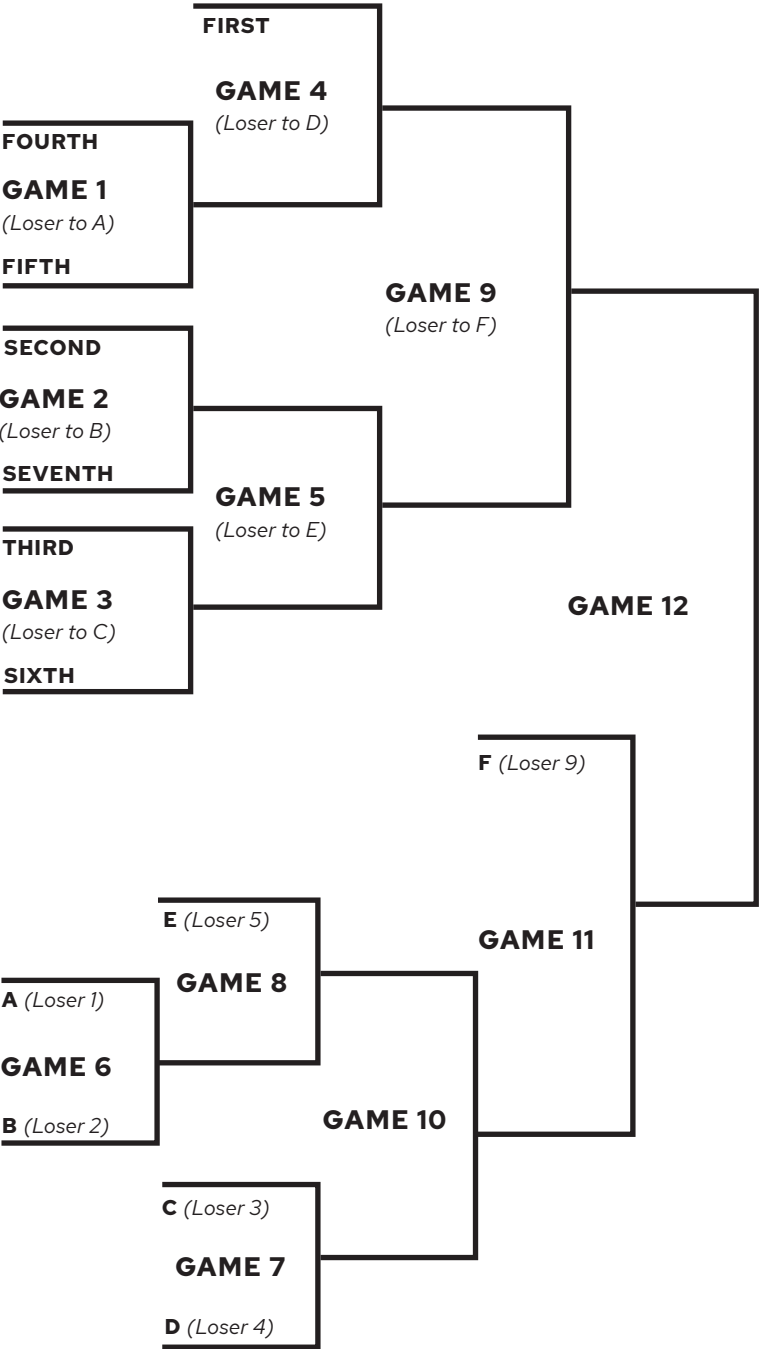 FIRST
GAME 4
(Loser to D)
FOURTH
GAME 1
(Loser to A)
FIFTH
GAME 9
(Loser to F)
SECOND
GAME 2
(Loser to B)
SEVENTH
GAME 5
(Loser to E)
THIRD
GAME 3
(Loser to C)
SIXTH
GAME 12
F (Loser 9)
E (Loser 5)
GAME 11
GAME 8
A (Loser 1)
GAME 6
B (Loser 2)
GAME 10
C (Loser 3)
GAME 7
D (Loser 4)